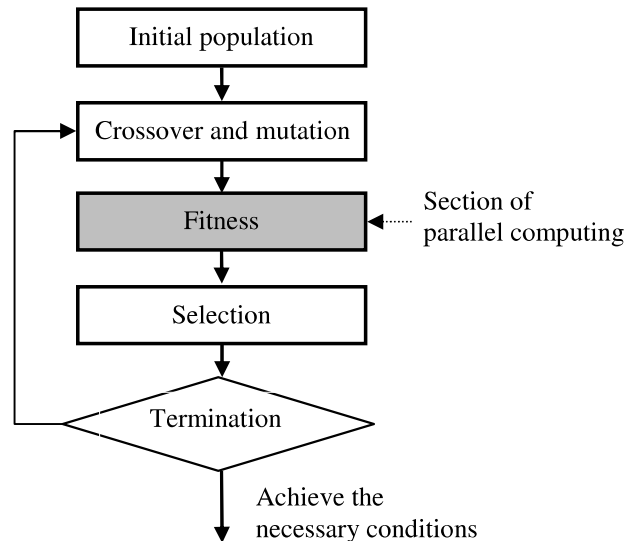 Initial population
Crossover and mutation
Fitness
Section of
parallel computing
Selection
Termination
Achieve the
necessary conditions